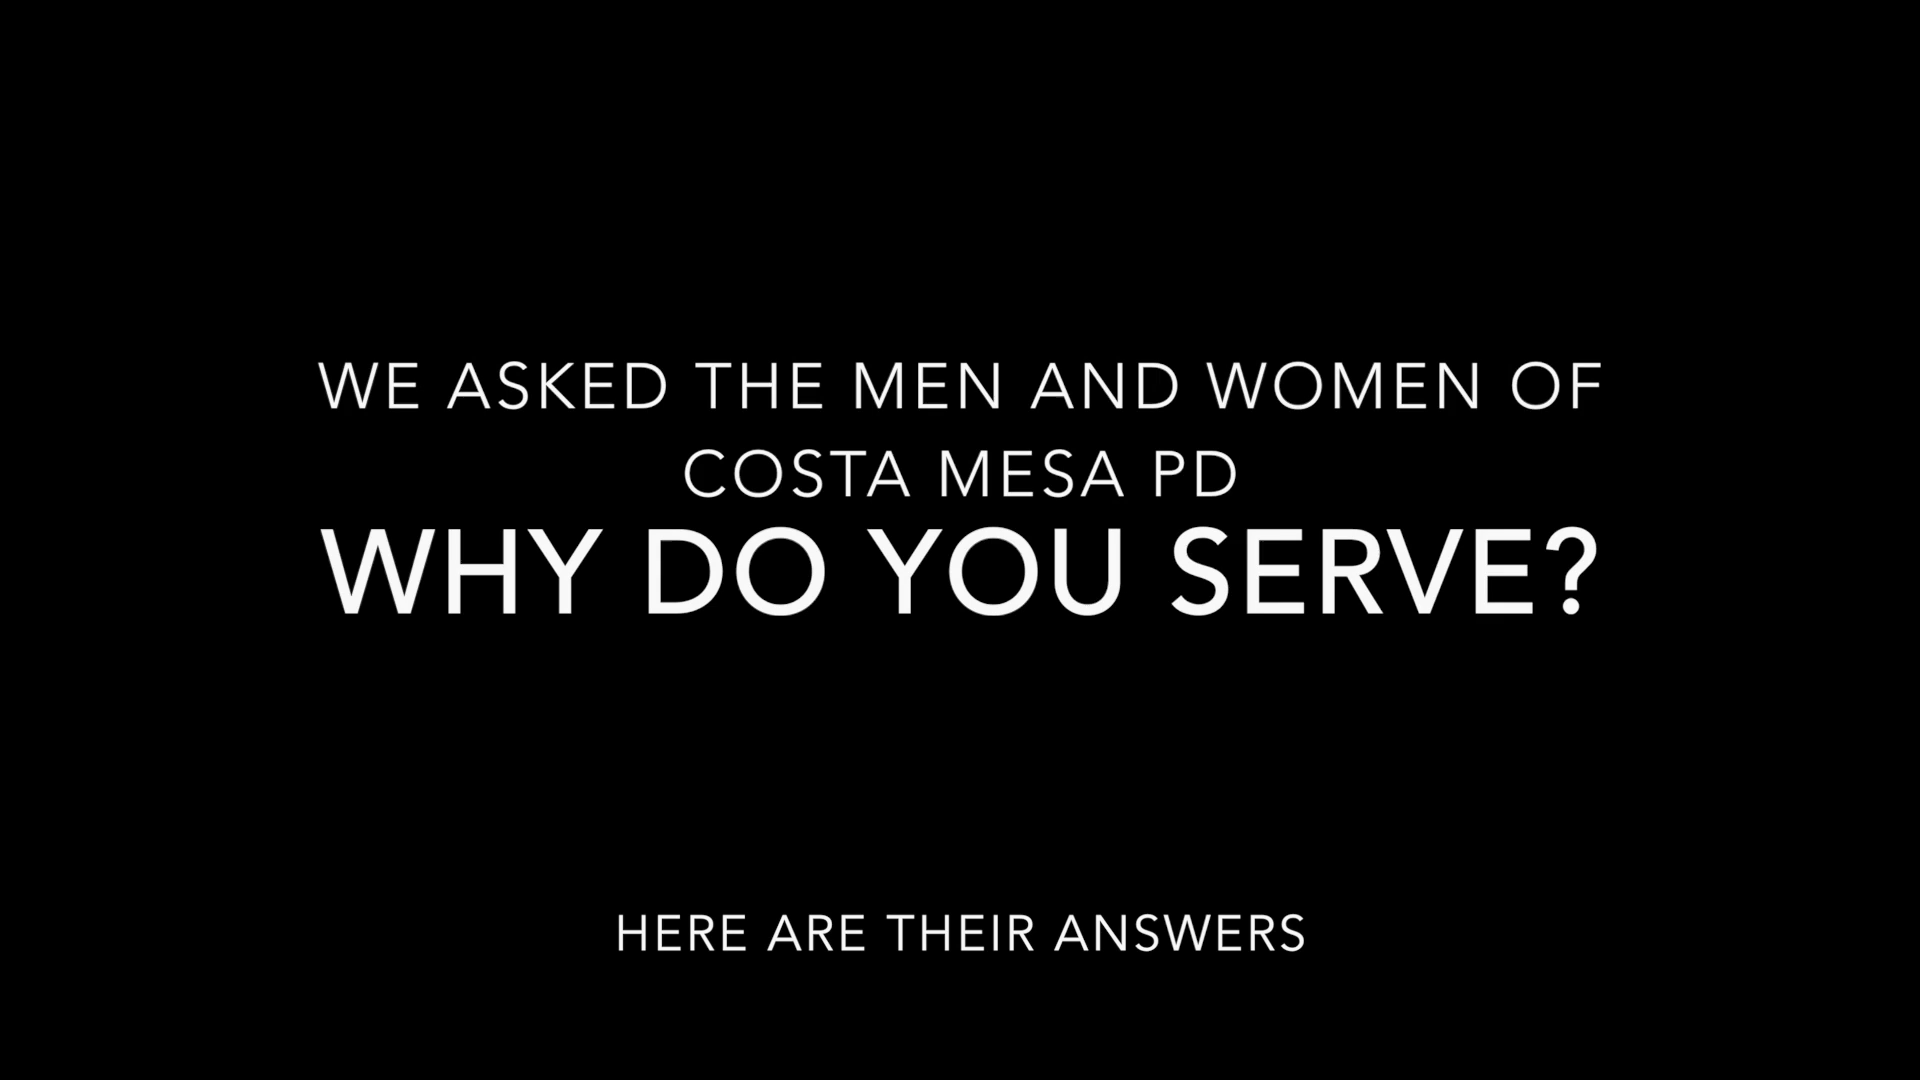 WE ASKED THE MEN AND WOMEN OF
COSTA MESA PD
WHY DO YOU SERVE?
HERE ARE THEIR ANSWERS